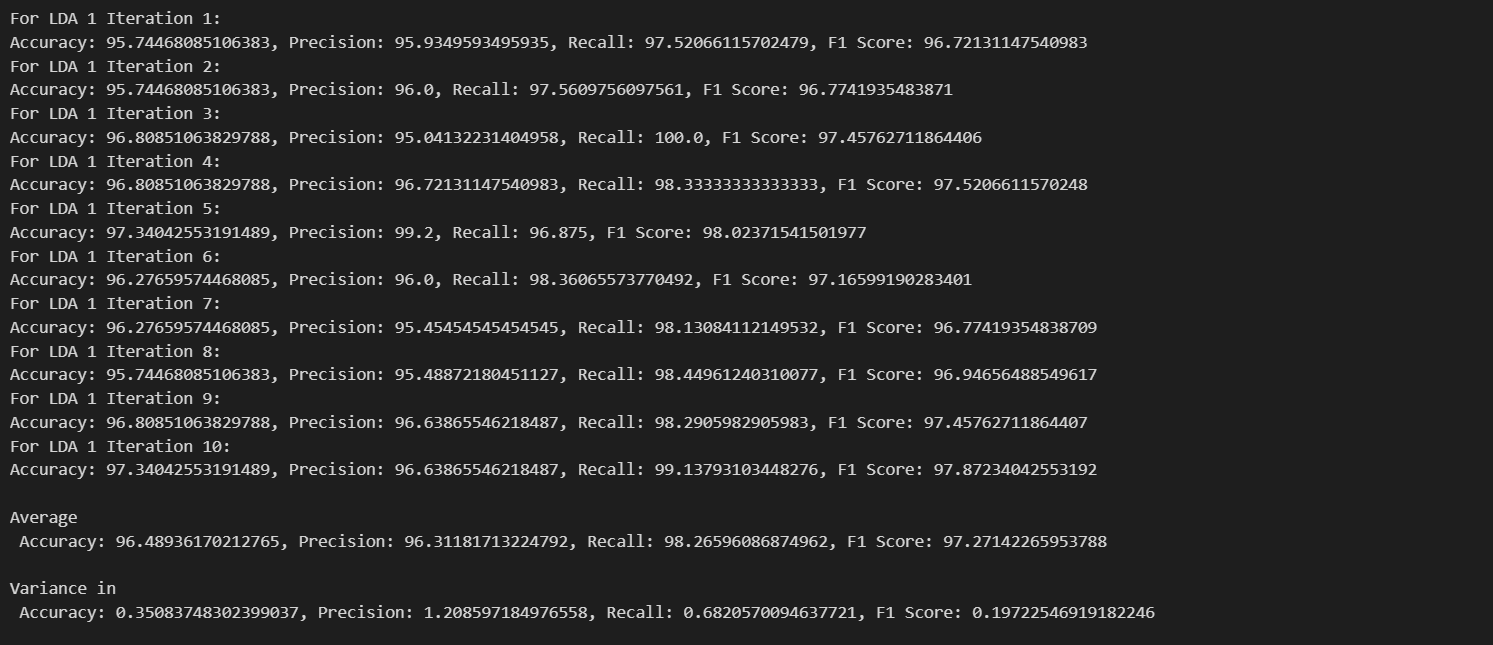 For LDA 1 Iteration 1:
Accuracy: 95.74468085106383, Precision: 95.9349593495935, Recall: 97.52066115702479, F1 Score: 96.72131147540983
For LDA 1 Iteration 2:
Accuracy: 95.74468085106383, Precision: 96.0, Recall: 97.5609756097561, F1 Score: 96.7741935483871
For LDA 1 Iteration 3:
Accuracy: 96.80851063829788, Precision: 95.04132231404958, Recall: 100.0, F1 Score: 97.45762711864406
For LDA 1 Iteration 4:
Accuracy: 96.80851063829788, Precision: 96.72131147540983, Recall: 98.33333333333333, F1 Score: 97.5206611570248
For LDA 1 Iteration 5:
Accuracy: 97.34042553191489, Precision: 99.2, Recall: 96.875, F1 Score: 98.02371541501977
For LDA 1 Iteration 6:
Accuracy: 96.27659574468085, Precision: 96.0, Recall: 98.36065573770492, F1 Score: 97.16599190283401
For LDA 1 Iteration 7:
Accuracy: 96.27659574468085, Precision: 95.45454545454545, Recall: 98.13084112149532, F1 Score: 96.77419354838709
For LDA 1 Iteration 8:
Accuracy: 95.74468085106383, Precision: 95.48872180451127, Recall: 98.44961240310077, F1 Score: 96.94656488549617
For LDA 1 Iteration 9:
Accuracy: 96.80851063829788, Precision: 96.63865546218487, Recall: 98.2905982905983, F1 Score: 97.45762711864407
For LDA 1 Iteration 10:
Accuracy: 97.34042553191489, Precision: 96.63865546218487, Recall: 99.13793103448276, F1 Score: 97.87234042553192
Average
Accuracy: 96.48936170212765, Precision: 96.31181713224792, Recall: 98.26596086874962, F1 Score: 97.27142265953788
Variance in
Accuracy: 0.35083748302399037, Precision: 1.208597184976558, Recall: 0.6820570094637721, F1 Score: 0.19722546919182246